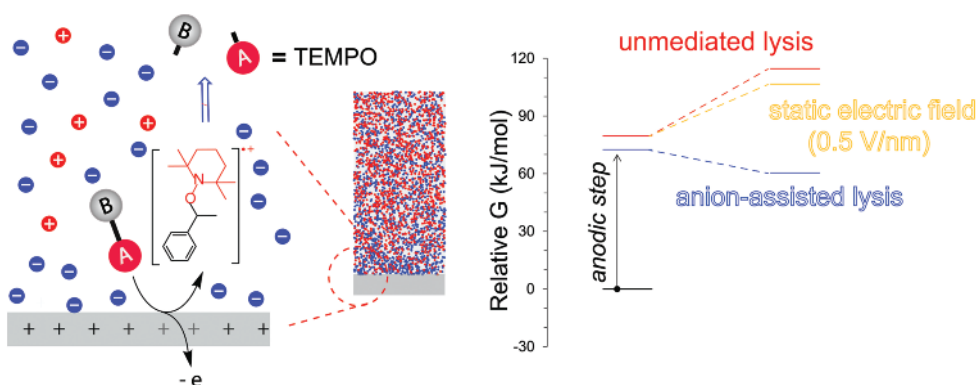 B
A = TEMPO
•+
N
O
B
A
+ + + + + + + +
- e
Relative G (kJ/mol)
120
90
60
30
0
-30
anodic step
unmediated lysis
static electric field
(0.5 V/nm)
anion-assisted lysis